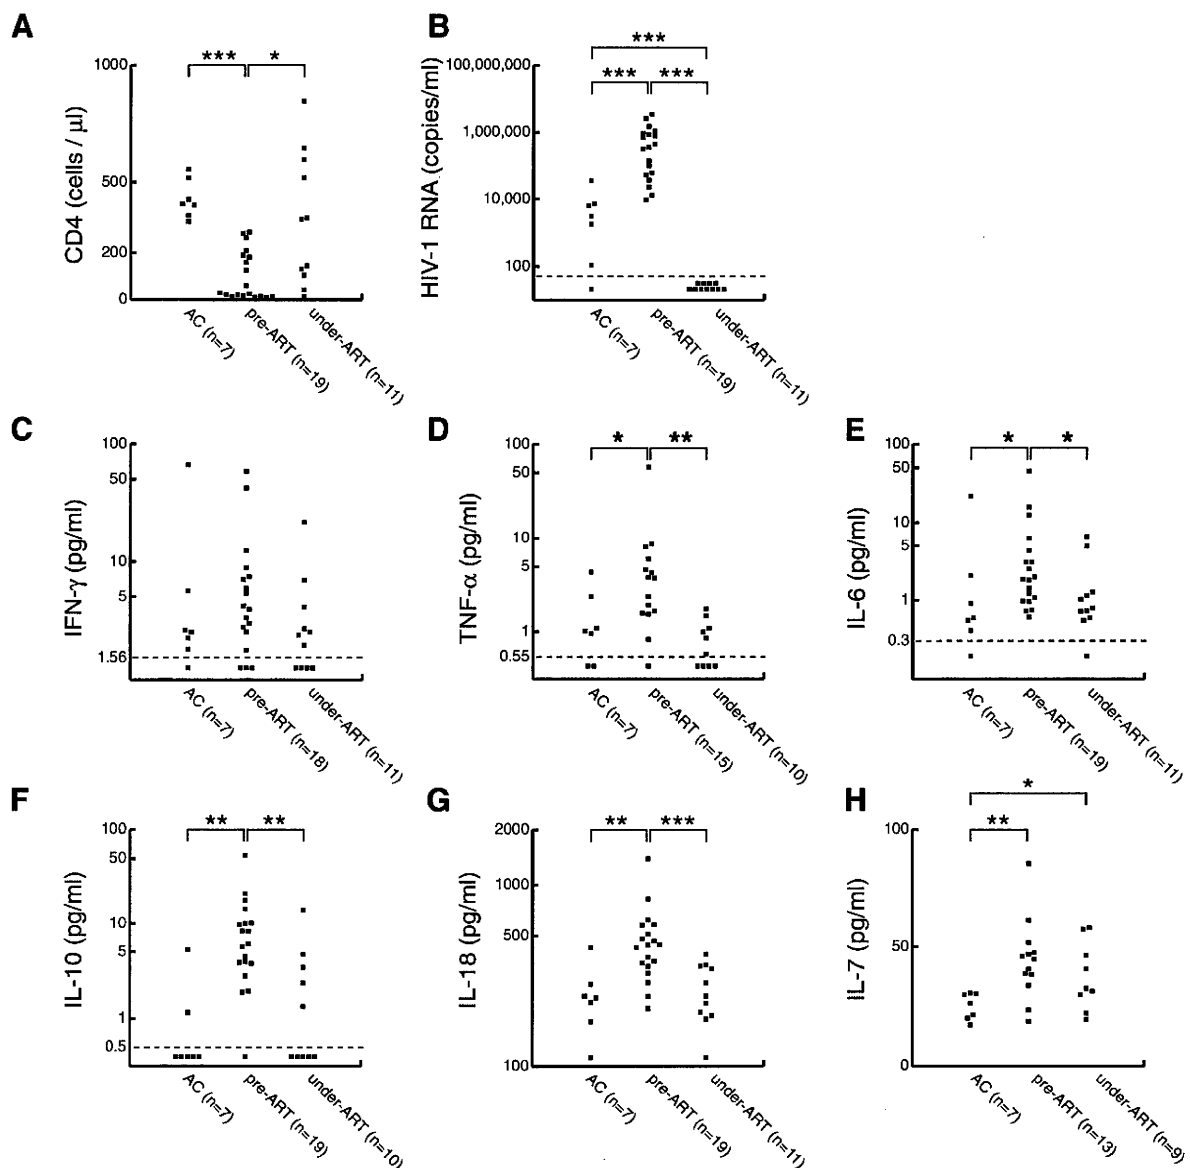 A
CD4 (cells / μl)
1000
500
200
0
*** *
AC (n=7)
pre-ART (n=19)
under-ART (n=11)
B
HIV-1 RNA (copies/ml)
100,000,000
1,000,000
10,000
100
***
*** ***
AC (n=7)
pre-ART (n=19)
under-ART (n=11)
C
IFN-γ (pg/ml)
100
50
10
5
1.56
AC (n=7)
pre-ART (n=18)
under-ART (n=11)
D
TNF-α (pg/ml)
100
50
10
5
1
0.55
* **
AC (n=7)
pre-ART (n=15)
under-ART (n=10)
E
IL-6 (pg/ml)
100
50
10
5
1
0.3
* *
AC (n=7)
pre-ART (n=19)
under-ART (n=11)
F
IL-10 (pg/ml)
100
50
10
5
1
0.5
** **
AC (n=7)
pre-ART (n=19)
under-ART (n=10)
G
IL-18 (pg/ml)
2000
1000
500
100
** ***
AC (n=7)
pre-ART (n=19)
under-ART (n=11)
H
IL-7 (pg/ml)
100
50
0
*
**
AC (n=7)
pre-ART (n=13)
under-ART (n=9)